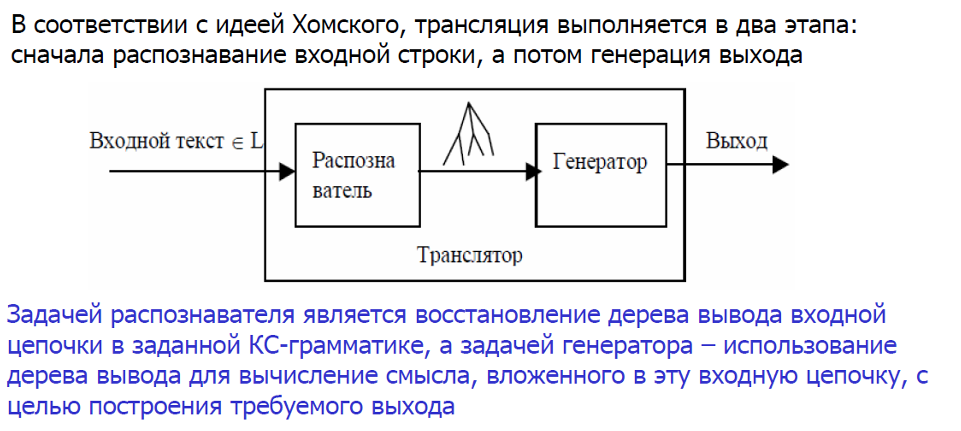 В соответствии с идеей Хомского, трансляция выполняется в два этапа:
сначала распознавание входной строки, а потом генерация выхода
Входной текст ∈ L
Распозна
ватель
Генератор
Выход
Транслятор
Задачей распознавателя является восстановление дерева вывода входной
цепочки в заданной КС-грамматике, а задачей генератора – использование
дерева вывода для вычисление смысла, вложенного в эту входную цепочку, с
целью построения требуемого выхода